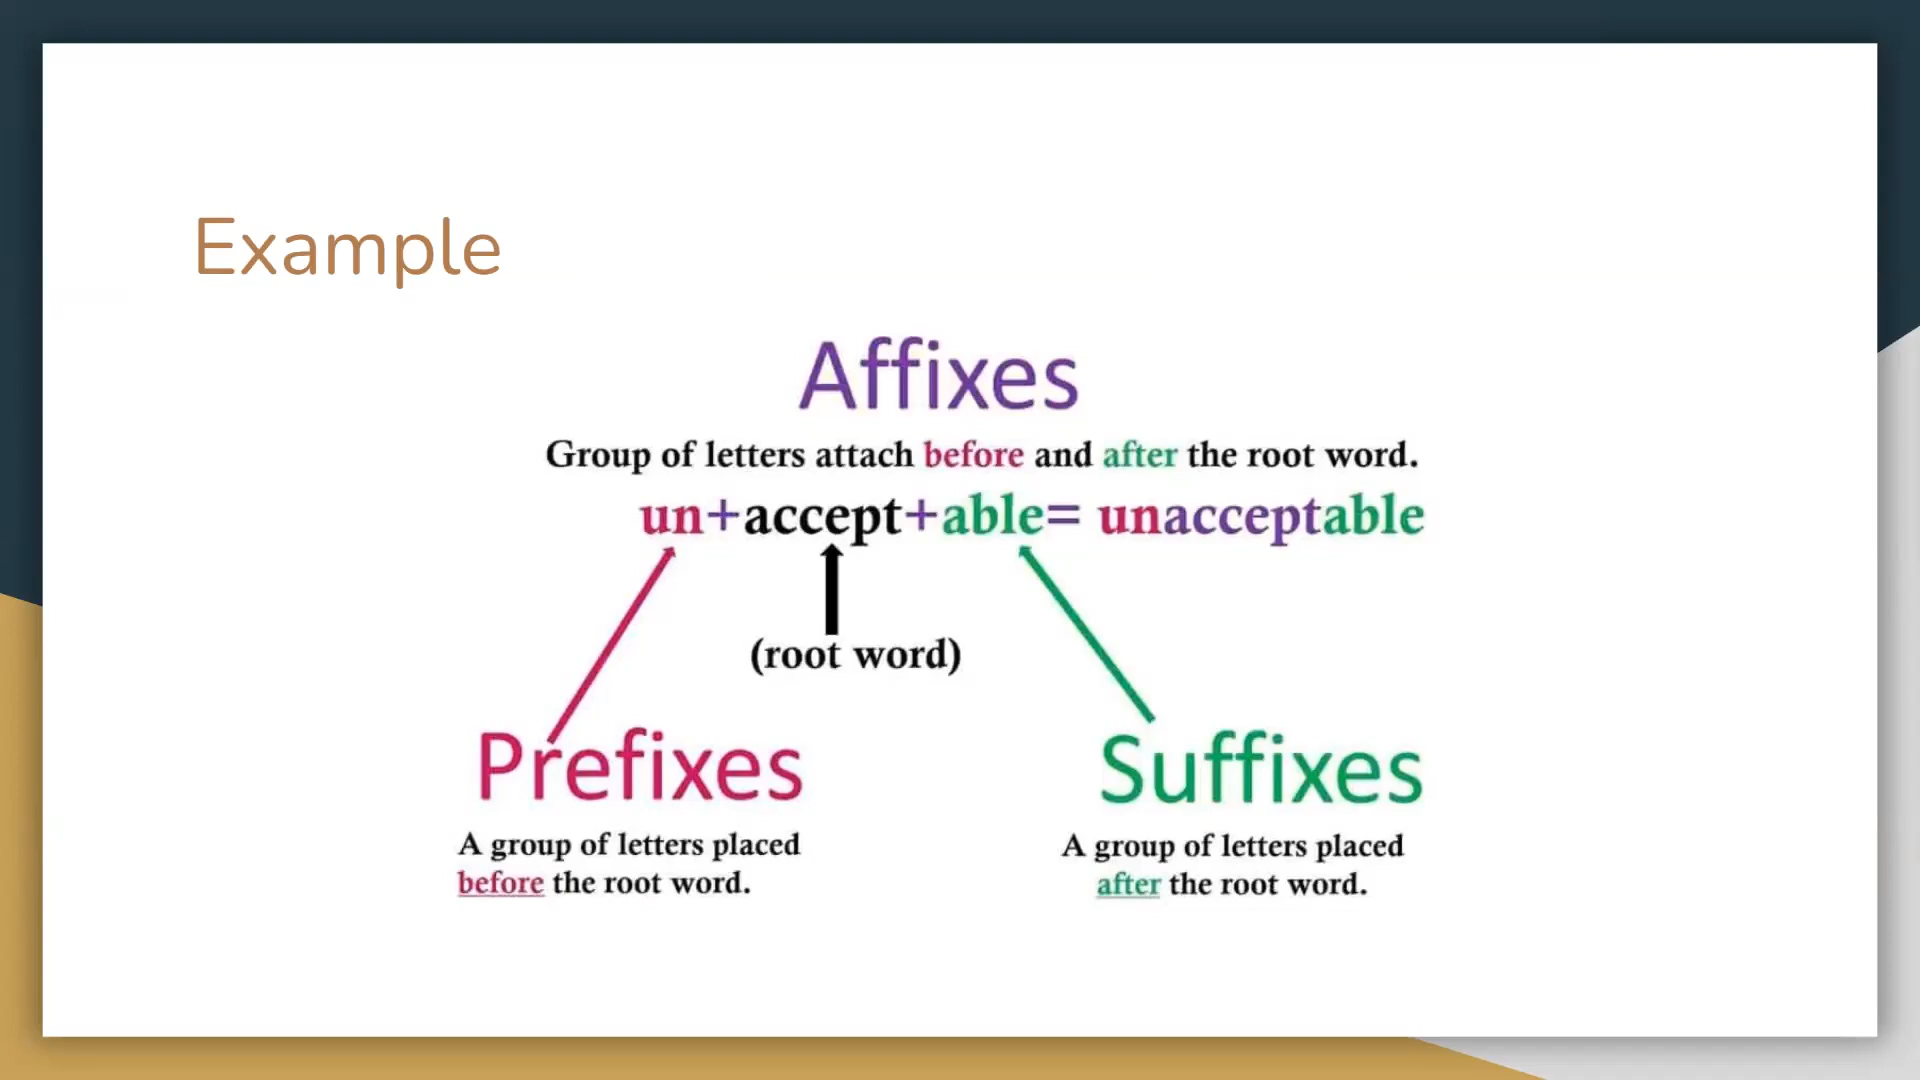 Example
Affixes
Group of letters attach before and after the root word.
un+accept+able= unacceptable
(root word)
Prefixes
A group of letters placed
before the root word.
Suffixes
A group of letters placed
after the root word.